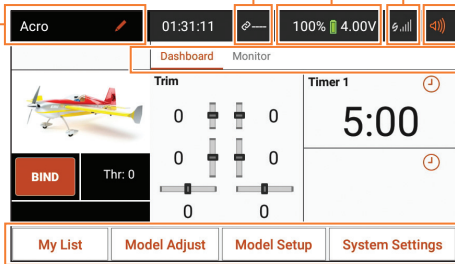 Acro 01:31:11 ---- 100% 4.00V
Dashboard Monitor
Trim
Timer 1
0 0
5:00
0 0
BIND
Thr: 0
0 0
My List Model Adjust Model Setup System Settings